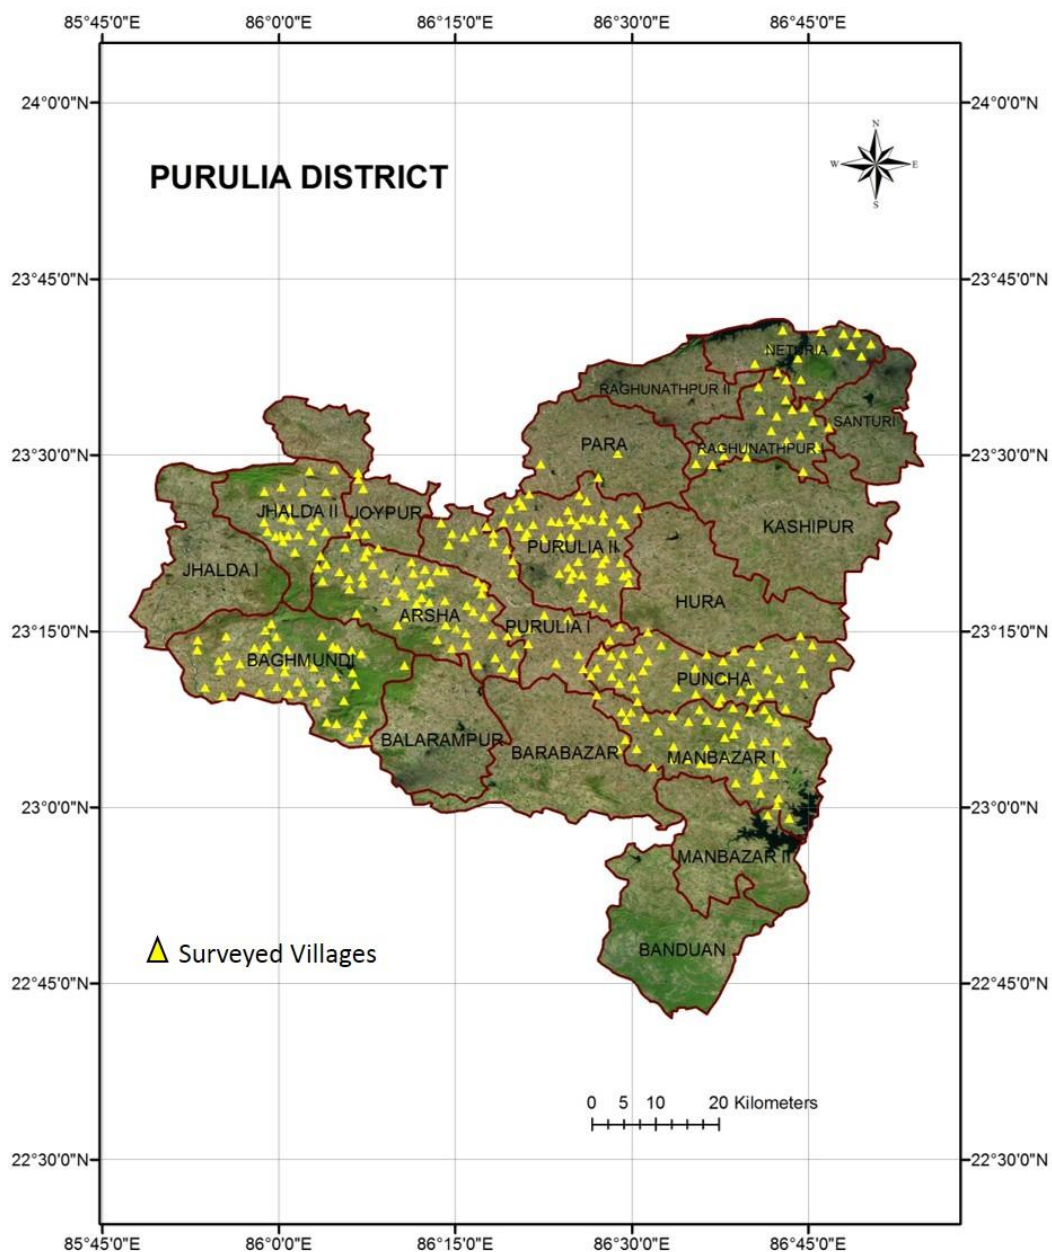 85°45'0"E 86°0'0"E 86°15'0"E 86°30'0"E 86°45'0"E
24°0'0"N 24°0'0"N
N
W E
S
PURULIA DISTRICT
23°45'0"N 23°45'0"N
NETURIA
RAGHUNATHPUR II
SANTURI
PARA
RAGHUNATHPUR I
23°30'0"N 23°30'0"N
JHALDA II JOYPUR
KASHIPUR
PURULIA II
JHALDA I
HURA
ARSHA
PURULIA I
23°15'0"N 23°15'0"N
BAGHMUNDI
PUNCHA
BALARAMPUR
BARABAZAR
MANBAZAR I
23°0'0"N 23°0'0"N
MANBAZAR II
BANDUAN
Surveyed Villages
22°45'0"N 22°45'0"N
0 5 10 20 Kilometers
22°30'0"N 22°30'0"N
85°45'0"E 86°0'0"E 86°15'0"E 86°30'0"E 86°45'0"E